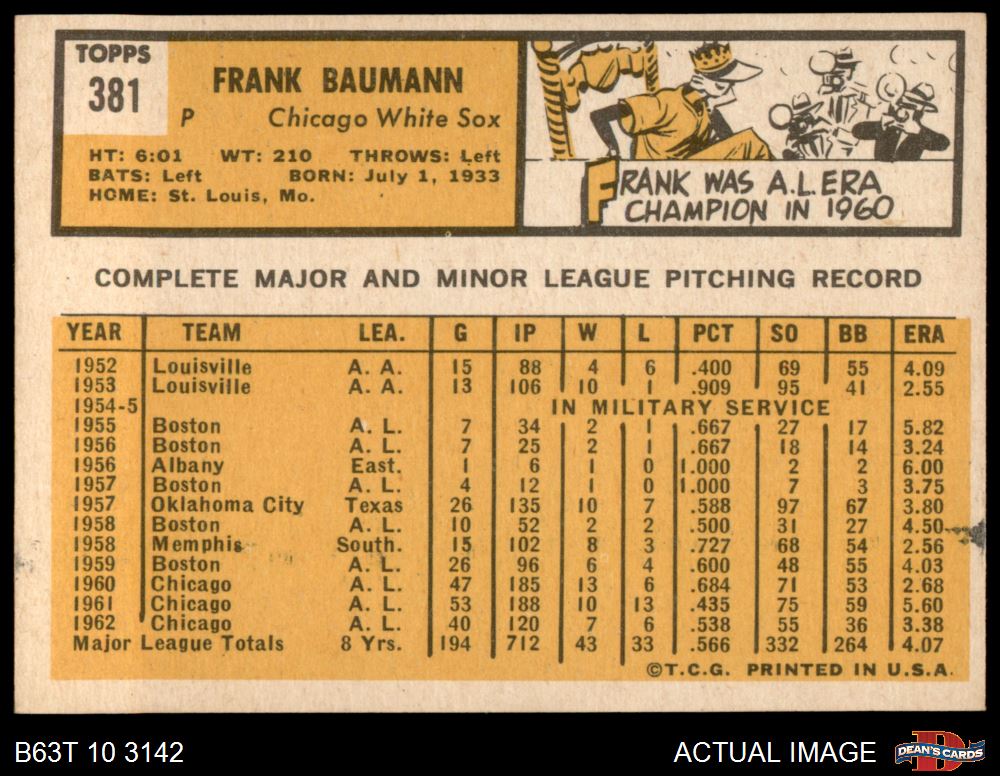 TOPPS
381
FRANK BAUMANN
P Chicago White Sox
HT: 6:01 WT: 210 THROWS: Left
BATS: Left BORN: July 1, 1933
HOME: St. Louis, Mo.
FRANK WAS A.L. ERA
CHAMPION IN 1960
COMPLETE MAJOR AND MINOR LEAGUE PITCHING RECORD
YEAR TEAM LEA. G IP W L PCT SO BB ERA
1952 Louisville A. A. 15 88 4 6 .400 69 55 4.09
1953 Louisville A. A. 13 106 10 1 .909 95 41 2.55
1954-5 IN MILITARY SERVICE
1955 Boston A. L. 7 34 2 1 .667 27 17 5.82
1956 Boston A. L. 7 25 2 1 .667 18 14 3.24
1956 Albany East. 1 6 1 0 1.000 2 2 6.00
1957 Boston A. L. 4 12 1 0 1.000 7 3 3.75
1957 Oklahoma City Texas 26 135 10 7 .588 97 67 3.80
1958 Boston A. L. 10 52 2 2 .500 31 27 4.50
1958 Memphis South. 15 102 8 3 .727 68 54 2.56
1959 Boston A. L. 26 96 6 4 .600 48 55 4.03
1960 Chicago A. L. 47 185 13 6 .684 71 53 2.68
1961 Chicago A. L. 53 188 10 13 .435 75 59 5.60
1962 Chicago A. L. 40 120 7 6 .538 55 36 3.38
Major League Totals 8 Yrs. 194 712 43 33 .566 332 264 4.07
©T.C.G. PRINTED IN U.S.A.
B63T 10 3142 ACTUAL IMAGE
DEAN'S CARDS